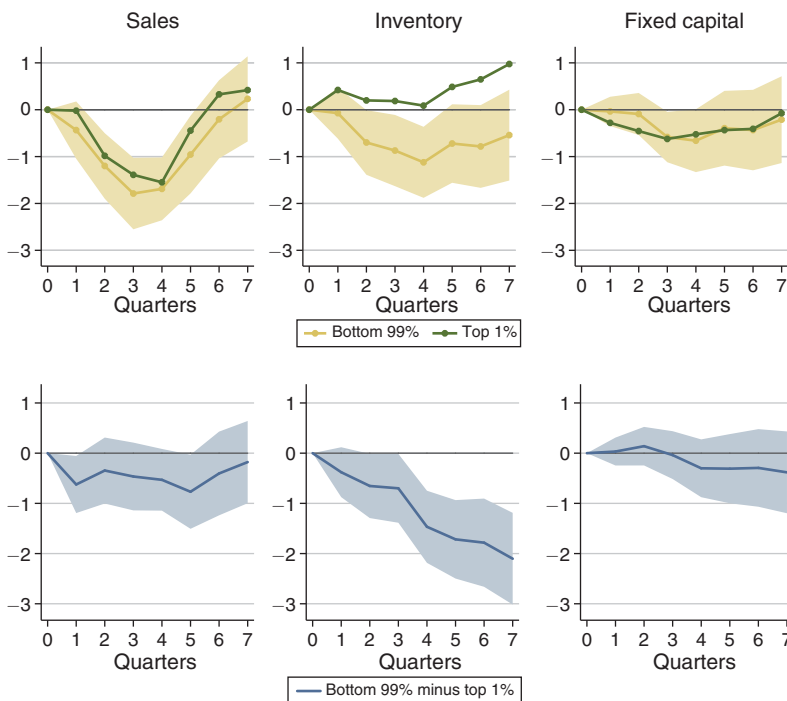 Sales Inventory Fixed capital
1 1 1
0 0 0
−1 −1 −1
−2 −2 −2
−3 −3 −3
0 1 2 3 4 5 6 7 0 1 2 3 4 5 6 7 0 1 2 3 4 5 6 7
Quarters Quarters Quarters
Bottom 99% Top 1%
1 1 1
0 0 0
−1 −1 −1
−2 −2 −2
−3 −3 −3
0 1 2 3 4 5 6 7 0 1 2 3 4 5 6 7 0 1 2 3 4 5 6 7
Quarters Quarters Quarters
Bottom 99% minus top 1%